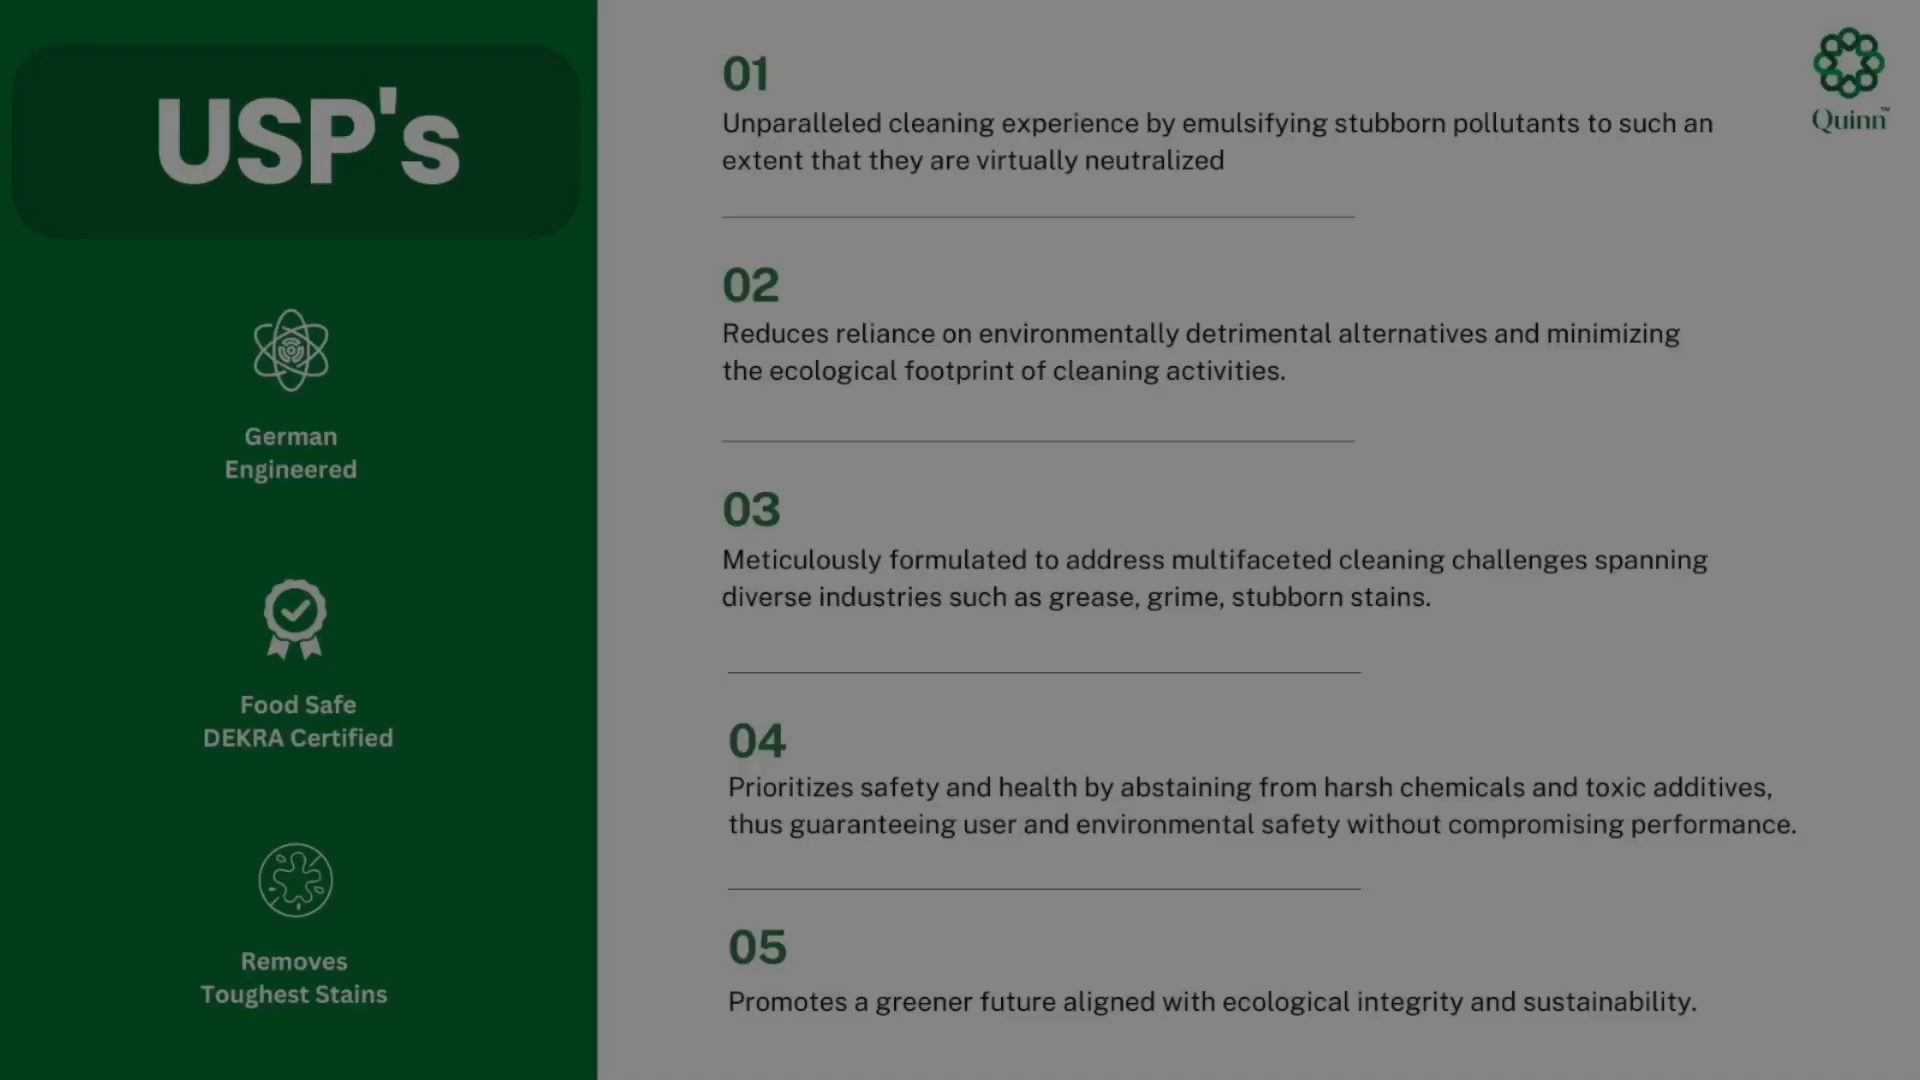 USP's
German
Engineered
Food Safe
DEKRA Certified
Removes
Toughest Stains
01
Unparalleled cleaning experience by emulsifying stubborn pollutants to such an
extent that they are virtually neutralized
02
Reduces reliance on environmentally detrimental alternatives and minimizing
the ecological footprint of cleaning activities.
03
Meticulously formulated to address multifaceted cleaning challenges spanning
diverse industries such as grease, grime, stubborn stains.
04
Prioritizes safety and health by abstaining from harsh chemicals and toxic additives,
thus guaranteeing user and environmental safety without compromising performance.
05
Promotes a greener future aligned with ecological integrity and sustainability.
Quinn™